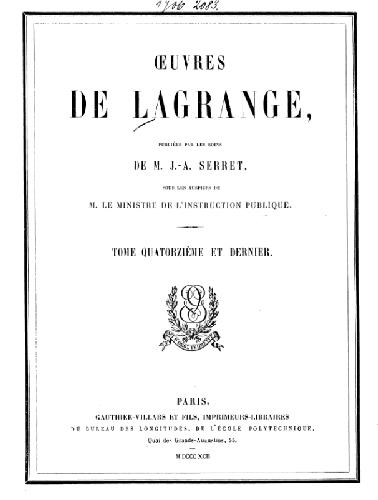 1706 2083.
ŒUVRES
DE LAGRANGE,
PUBLIÉES PAR LES SOINS
DE M. J.-A. SERRET,
SOUS LES AUSPICES DE
M. LE MINISTRE DE L'INSTRUCTION PUBLIQUE.
TOME QUATORZIÈME ET DERNIER.
PARIS,
GAUTHIER-VILLARS ET FILS, IMPRIMEURS-LIBRAIRES
DU BUREAU DES LONGITUDES, DE L'ÉCOLE POLYTECHNIQUE,
Quai des Grands-Augustins, 55.
M DCCC XCII